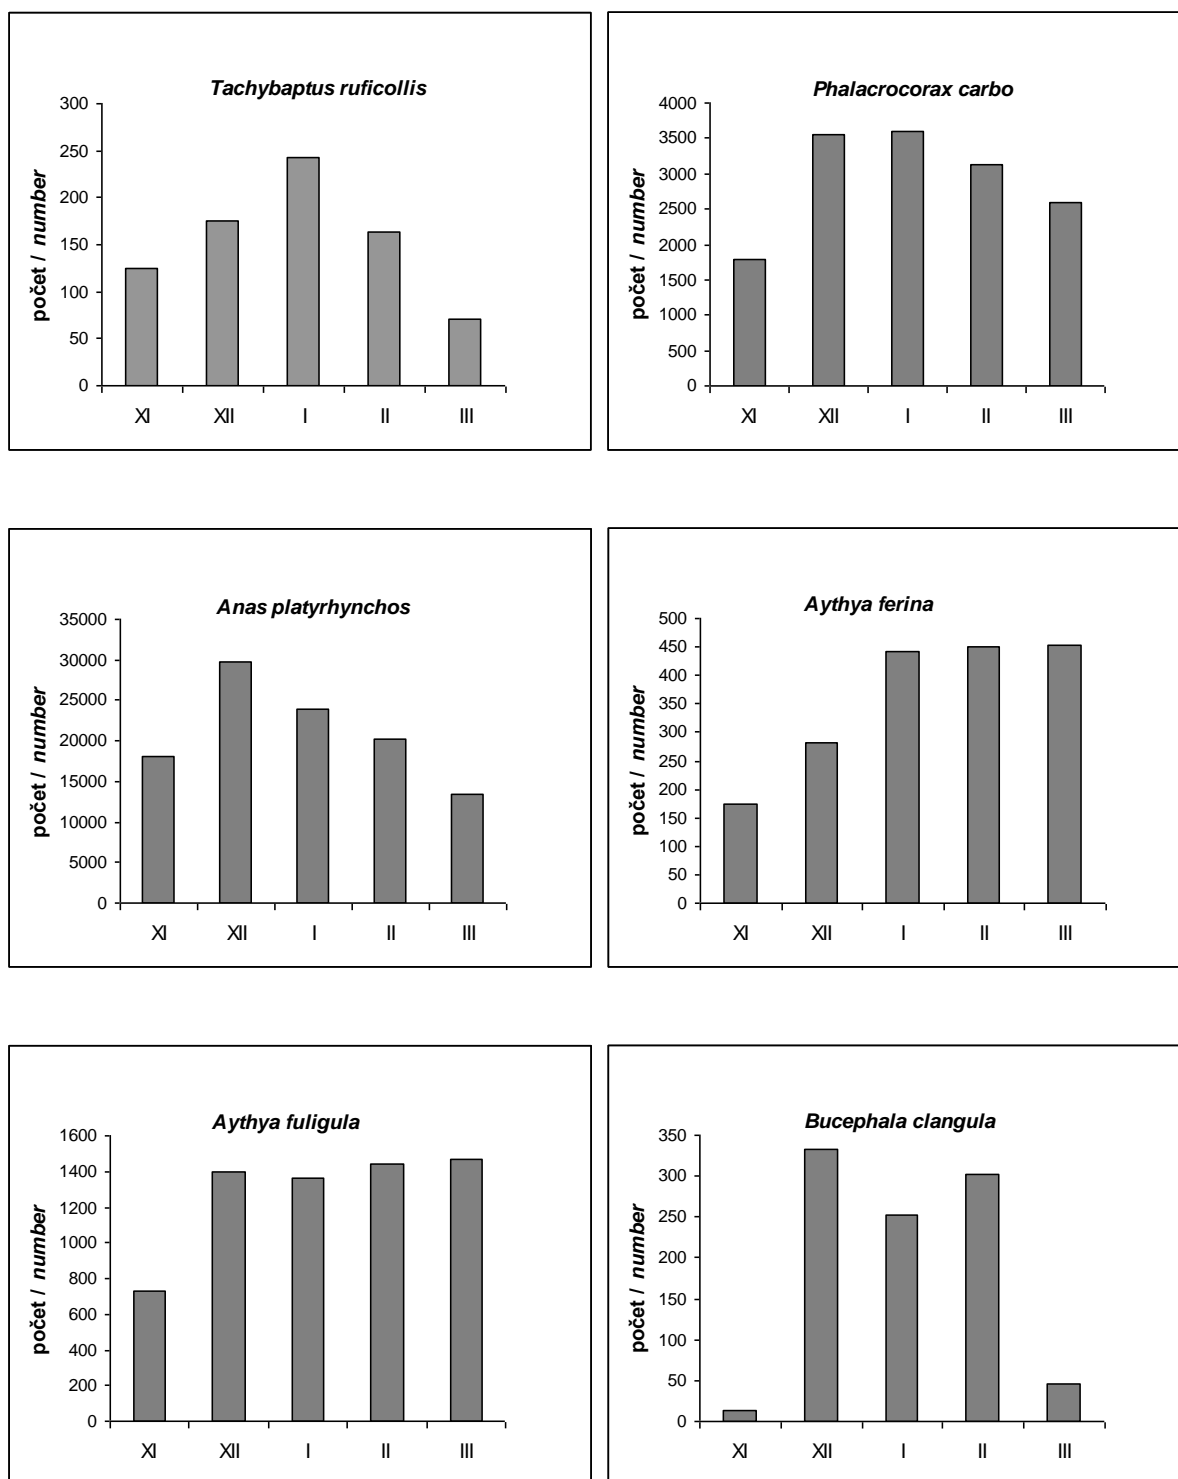 Tachybaptus ruficollis
300
250
200
150
100
50
0
počet / number
XI XII I II III
Phalacrocorax carbo
4000
3500
3000
2500
2000
1500
1000
500
0
počet / number
XI XII I II III
Anas platyrhynchos
35000
30000
25000
20000
15000
10000
5000
0
počet / number
XI XII I II III
Aythya ferina
500
450
400
350
300
250
200
150
100
50
0
počet / number
XI XII I II III
Aythya fuligula
1600
1400
1200
1000
800
600
400
200
0
počet / number
XI XII I II III
Bucephala clangula
350
300
250
200
150
100
50
0
počet / number
XI XII I II III